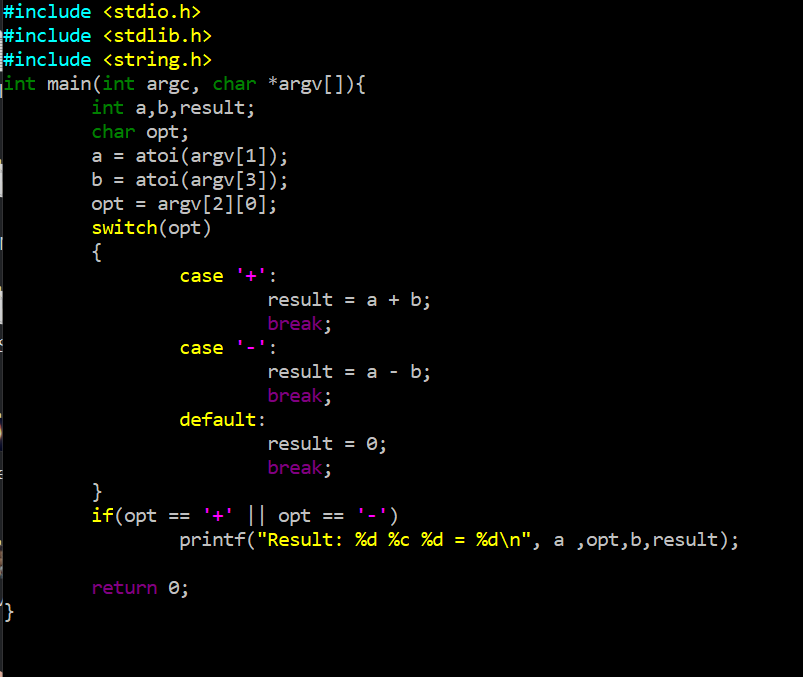 #include <stdio.h>
#include <stdlib.h>
#include <string.h>
int main(int argc, char *argv[]){
        int a,b,result;
        char opt;
        a = atoi(argv[1]);
        b = atoi(argv[3]);
        opt = argv[2][0];
        switch(opt)
        {
                case '+':
                        result = a + b;
                        break;
                case '-':
                        result = a - b;
                        break;
                default:
                        result = 0;
                        break;
        }
        if(opt == '+' || opt == '-')
                printf("Result: %d %c %d = %d\n", a ,opt,b,result);
        return 0;
}